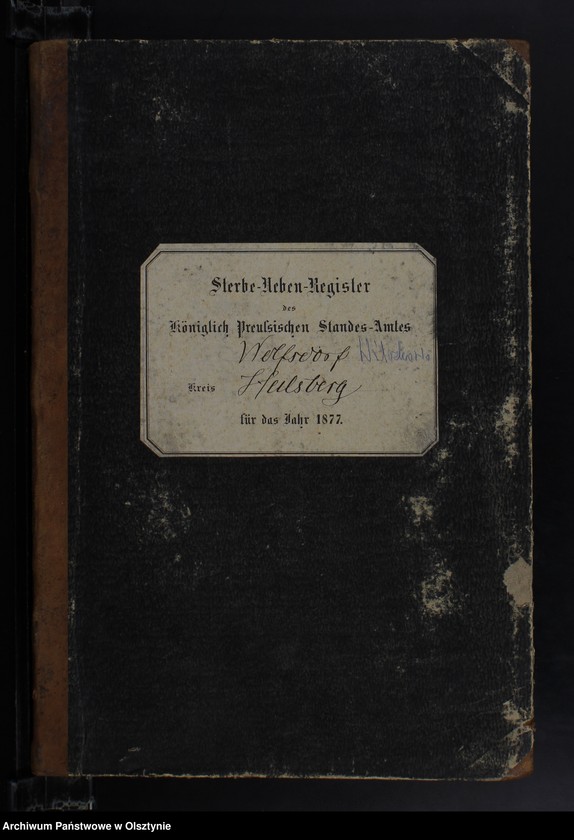 Sterbe-Neben-Register
des
Königlich Preußischen Standes-Amtes
Wolfsdorf
Kreis Heilsberg
für das Jahr 1877.
Archiwum Państwowe w Olsztynie